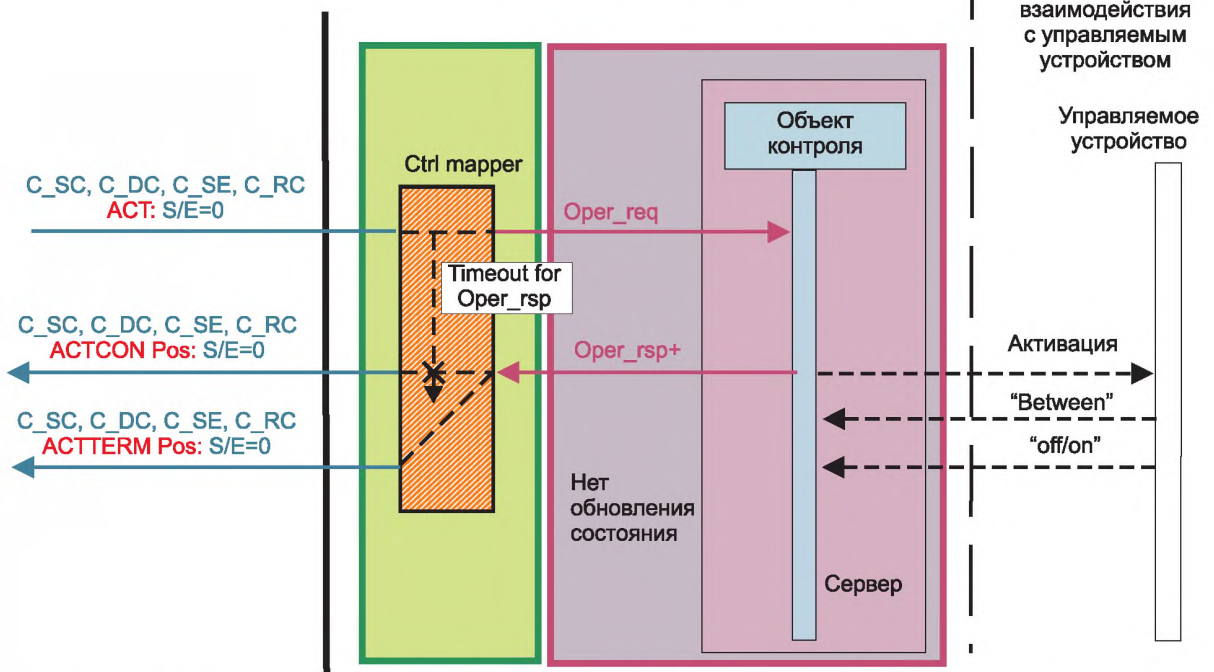 взаимодействия
с управляемым
устройством
Управляемое
устройство
Объект
контроля
Ctrl mapper
C_SC, C_DC, C_SE, C_RC
ACT: S/E=0
Oper_req
Timeout for
Oper_rsp
C_SC, C_DC, C_SE, C_RC
ACTCON Pos: S/E=0
Oper_rsp+
Активация
“Between”
C_SC, C_DC, C_SE, C_RC
ACTTERM Pos: S/E=0
“off/on”
Нет
обновления
состояния
Сервер